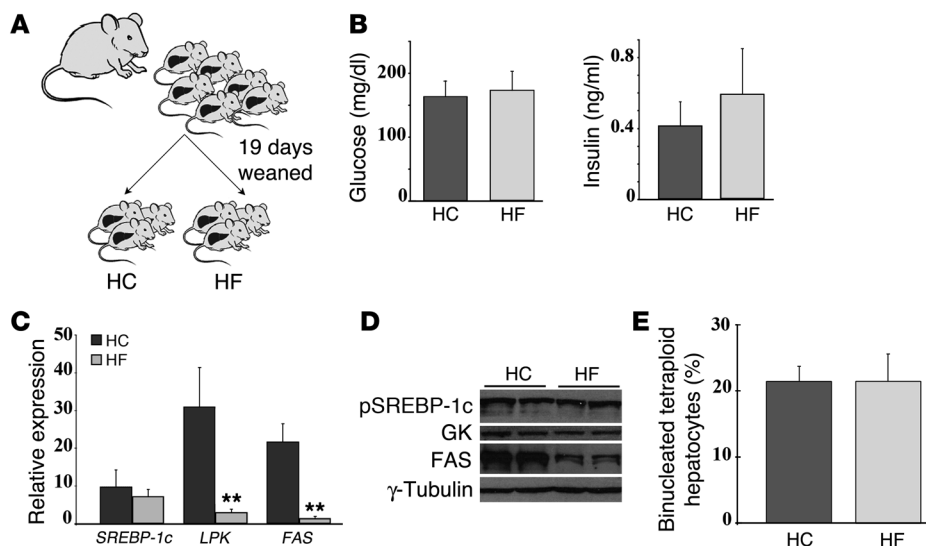 A
19 days
weaned
HC
HF
B
Glucose (mg/dl)
200
100
0
HC
HF
Insulin (ng/ml)
0.8
0.4
0
HC
HF
C
Relative expression
50
40
30
20
10
0
HC
HF
**
**
SREBP-1c
LPK
FAS
D
HC
HF
pSREBP-1c
GK
FAS
γ-Tubulin
E
Binucleated tetraploid
hepatocytes (%)
30
20
10
0
HC
HF